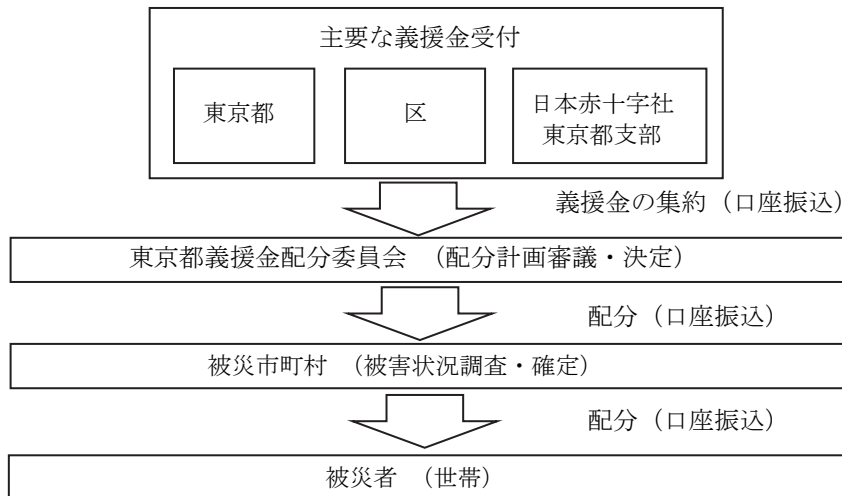 主要な義援金受付
東京都
区
日本赤十字社
東京都支部
義援金の集約（口座振込）
東京都義援金配分委員会　（配分計画審議・決定）
配分（口座振込）
被災市町村　（被害状況調査・確定）
配分（口座振込）
被災者　（世帯）